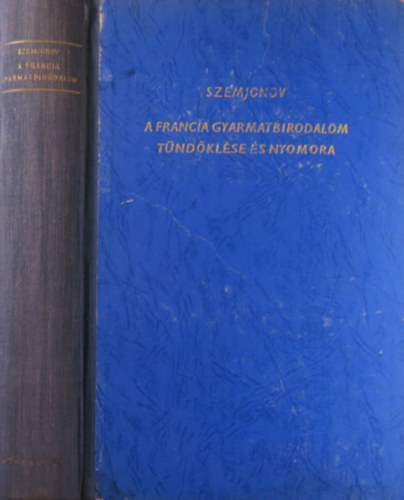 SZEMJONOV
A FRANCIA
GYARMATBIRODALOM
SZEMJONOV
A FRANCIA GYARMATBIRODALOM
TÜNDÖKLÉSE ÉS NYOMORA